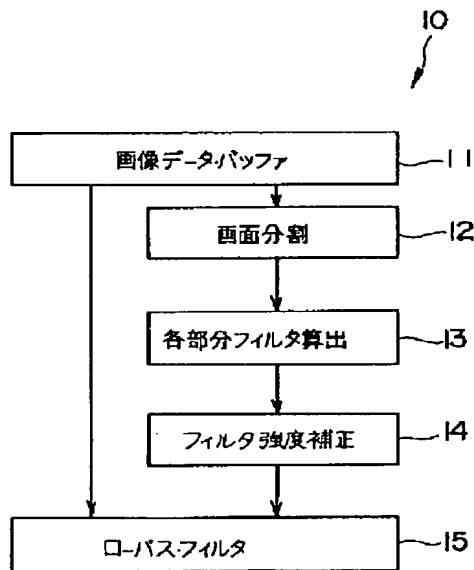 10
画像データ・バッファ
11
画面分割
12
各部分フィルタ算出
13
フィルタ強度補正
14
ローパス・フィルタ
15